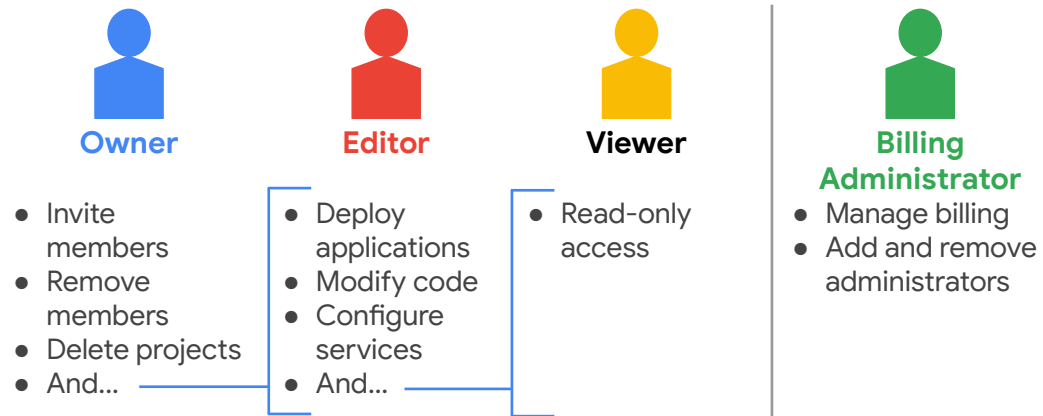 Owner
● Invite
members
● Remove
members
● Delete projects
● And...
Editor
● Deploy
applications
● Modify code
● Configure
services
● And...
Viewer
● Read-only
access
Billing
Administrator
● Manage billing
● Add and remove
administrators